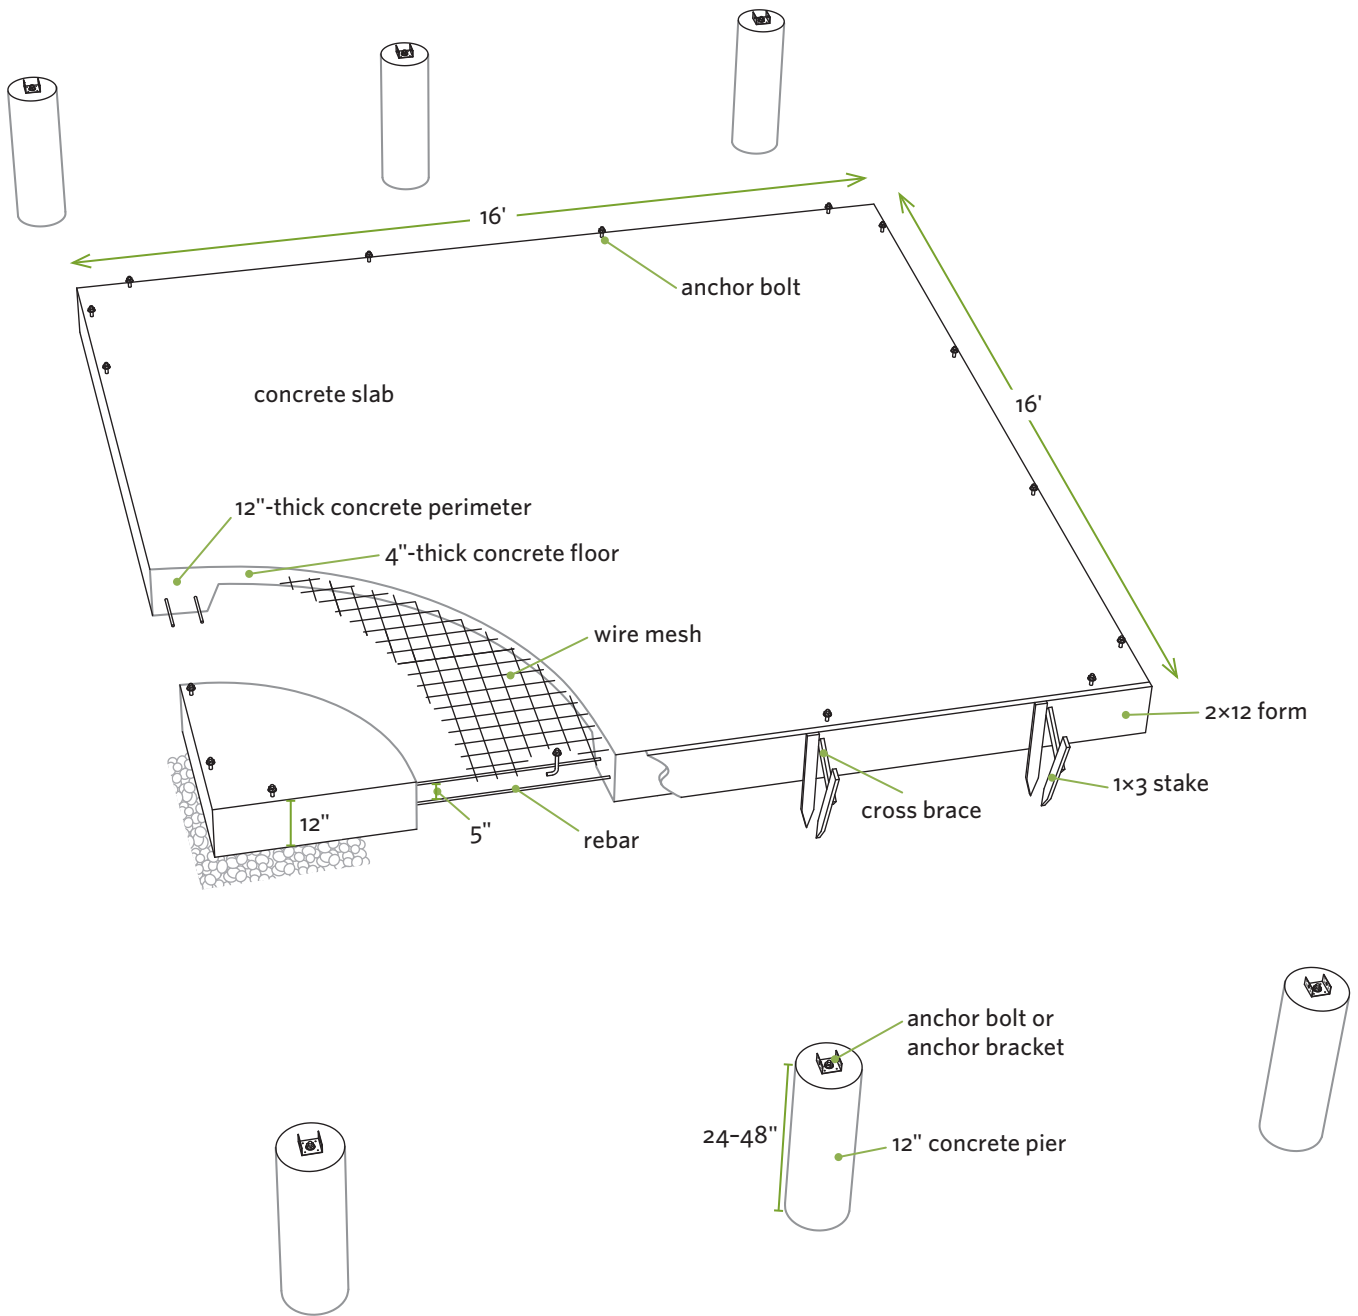 16'
anchor bolt
concrete slab
16'
12"-thick concrete perimeter
4"-thick concrete floor
wire mesh
2×12 form
1×3 stake
cross brace
12"
5"
rebar
anchor bolt or
anchor bracket
24–48"
12" concrete pier